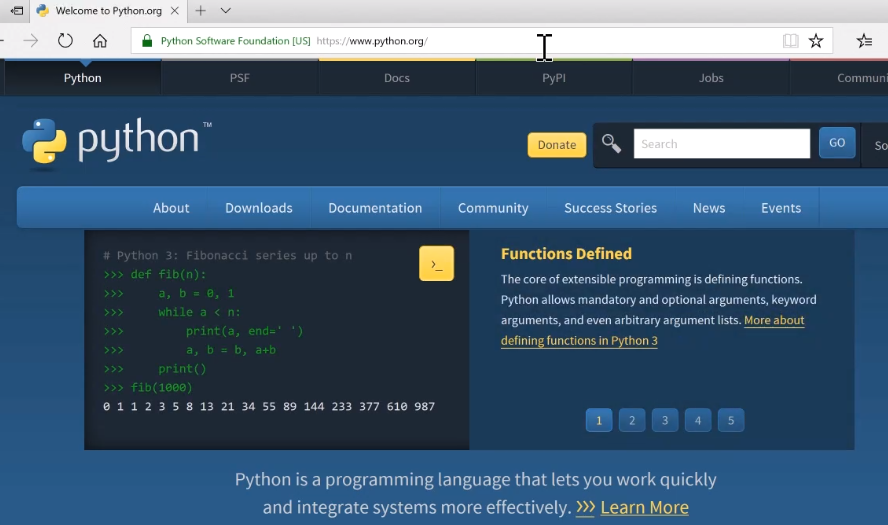 Welcome to Python.org
Python Software Foundation [US] https://www.python.org/
Python PSF Docs PyPI Jobs
python™
Donate Search GO
About Downloads Documentation Community Success Stories News Events
# Python 3: Fibonacci series up to n
>>> def fib(n):
>>>     a, b = 0, 1
>>>     while a < n:
>>>         print(a, end=' ')
>>>         a, b = b, a+b
>>>     print()
>>> fib(1000)
0 1 1 2 3 5 8 13 21 34 55 89 144 233 377 610 987
>_
Functions Defined
The core of extensible programming is defining functions.
Python allows mandatory and optional arguments, keyword
arguments, and even arbitrary argument lists. More about
defining functions in Python 3
1 2 3 4 5
Python is a programming language that lets you work quickly
and integrate systems more effectively. >>> Learn More